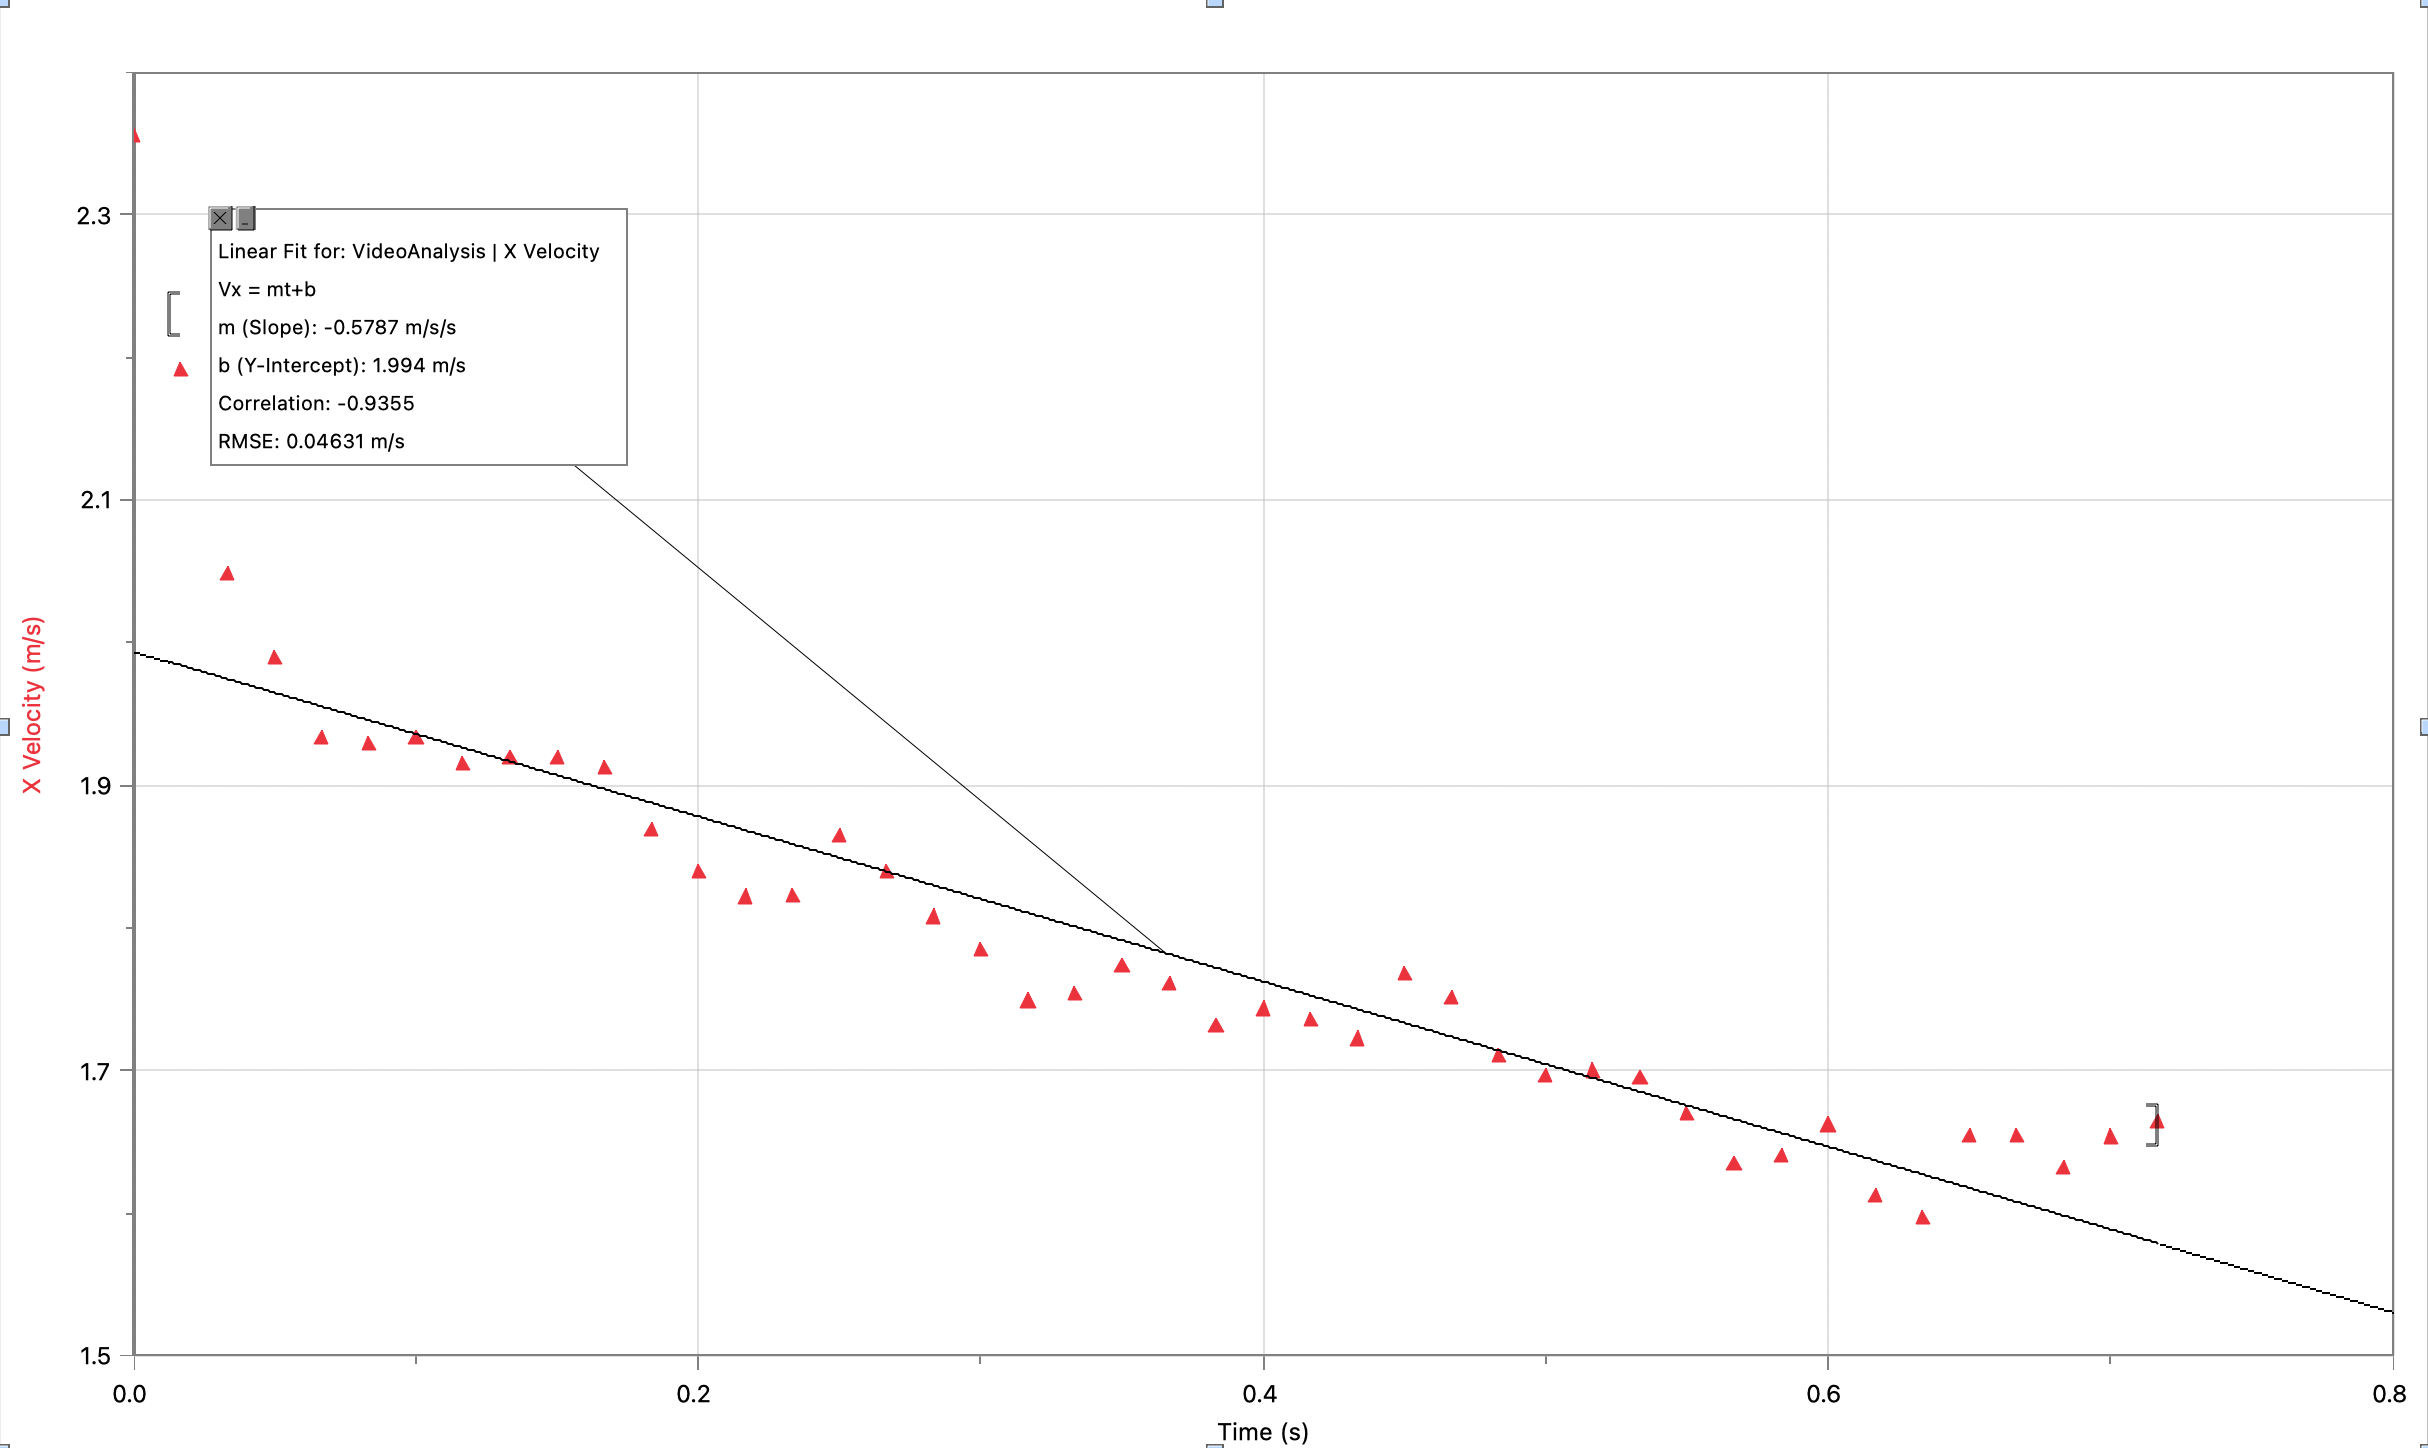 2.3
Linear Fit for: VideoAnalysis | X Velocity
Vx = mt+b
m (Slope): -0.5787 m/s/s
b (Y-Intercept): 1.994 m/s
Correlation: -0.9355
RMSE: 0.04631 m/s
2.1
X Velocity (m/s)
1.9
1.7
1.5
0.0 0.2 0.4 0.6 0.8
Time (s)